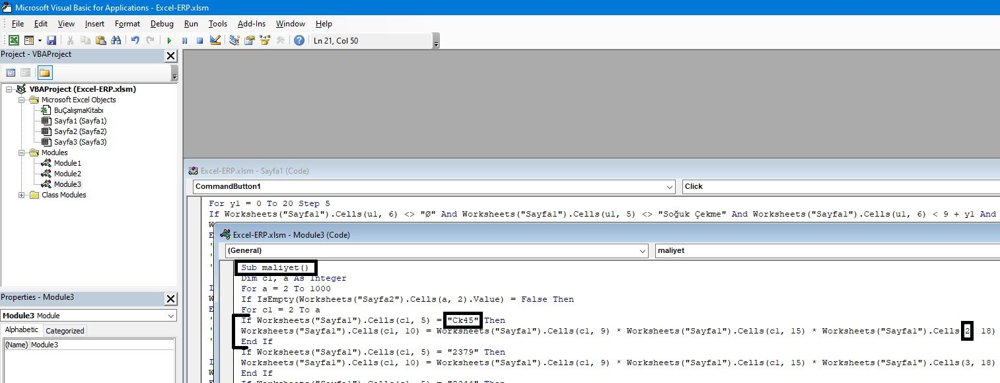 Microsoft Visual Basic for Applications - Excel-ERP.xlsm
File Edit View Insert Format Debug Run Tools Add-Ins Window Help
Ln 21, Col 50
Project - VBAProject
VBAProject (Excel-ERP.xlsm)
Microsoft Excel Objects
BuÇalışmaKitabı
Sayfa1 (Sayfa1)
Sayfa2 (Sayfa2)
Sayfa3 (Sayfa3)
Modules
Module1
Module2
Module3
Class Modules
Properties - Module3
Module3 Module
Alphabetic Categorized
(Name) Module3
Excel-ERP.xlsm - Sayfa1 (Code)
CommandButton1 Click
For y1 = 0 To 20 Step 5
If Worksheets("Sayfa1").Cells(u1, 6) <> "Ø" And Worksheets("Sayfa1").Cells(u1, 5) <> "Soğuk Çekme" And Worksheets("Sayfa1").Cells(u1, 6) < 9 + y1 And
Excel-ERP.xlsm - Module3 (Code)
(General) maliyet
Sub maliyet()
Dim c1, a As Integer
For a = 2 To 1000
If IsEmpty(Worksheets("Sayfa2").Cells(a, 2).Value) = False Then
For c1 = 2 To a
If Worksheets("Sayfa1").Cells(c1, 5) = "Ck45" Then
Worksheets("Sayfa1").Cells(c1, 10) = Worksheets("Sayfa1").Cells(c1, 9) * Worksheets("Sayfa1").Cells(c1, 15) * Worksheets("Sayfa1").Cells 2 18)
End If
If Worksheets("Sayfa1").Cells(c1, 5) = "2379" Then
Worksheets("Sayfa1").Cells(c1, 10) = Worksheets("Sayfa1").Cells(c1, 9) * Worksheets("Sayfa1").Cells(c1, 15) * Worksheets("Sayfa1").Cells(3, 18)
End If
If Worksheets("Sayfa1").Cells(c1, 5) = "2344" Then